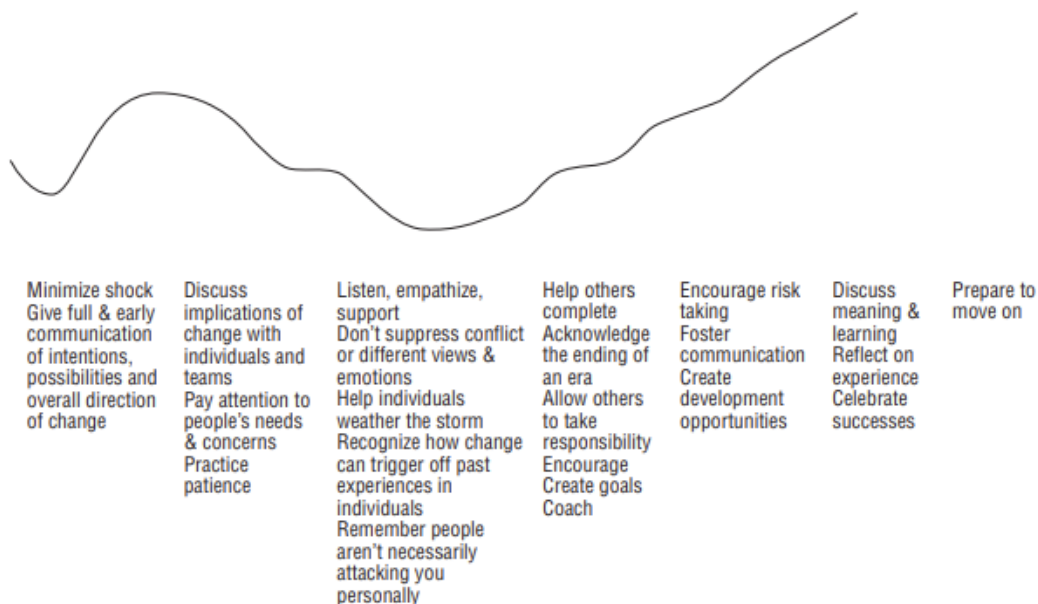 Minimize shock
Give full & early
communication
of intentions,
possibilities and
overall direction
of change
Discuss
implications of
change with
individuals and
teams
Pay attention to
people's needs
& concerns
Practice
patience
Listen, empathize,
support
Don't suppress conflict
or different views &
emotions
Help individuals
weather the storm
Recognize how change
can trigger off past
experiences in
individuals
Remember people
aren't necessarily
attacking you
personally
Help others
complete
Acknowledge
the ending of
an era
Allow others
to take
responsibility
Encourage
Create goals
Coach
Encourage risk
taking
Foster
communication
Create
development
opportunities
Discuss
meaning &
learning
Reflect on
experience
Celebrate
successes
Prepare to
move on